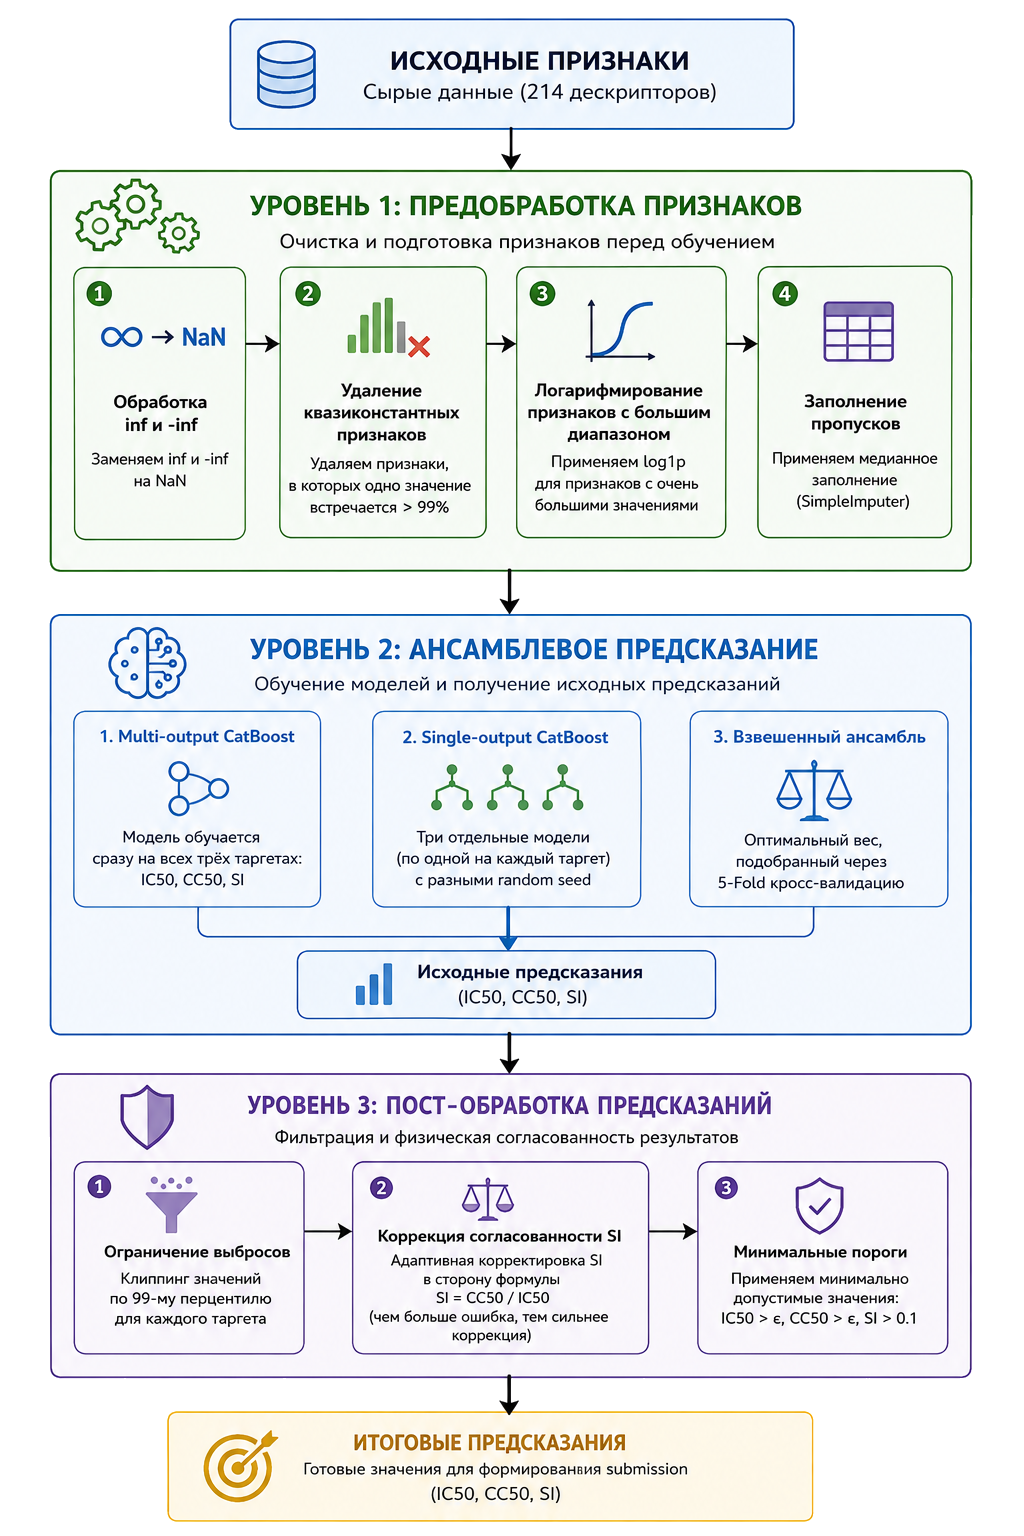 ИСХОДНЫЕ ПРИЗНАКИ
Сырые данные (214 дескрипторов)
УРОВЕНЬ 1: ПРЕДОБРАБОТКА ПРИЗНАКОВ
Очистка и подготовка признаков перед обучением
1
∞ → NaN
Обработка
inf и -inf
Заменяем inf и -inf
на NaN
2
Удаление
квазиконстантных
признаков
Удаляем признаки,
в которых одно значение
встречается > 99%
3
Логарифмирование
признаков с большим
диапазоном
Применяем log1p
для признаков с очень
большими значениями
4
Заполнение
пропусков
Применяем медианное
заполнение
(SimpleImputer)
УРОВЕНЬ 2: АНСАМБЛЕВОЕ ПРЕДСКАЗАНИЕ
Обучение моделей и получение исходных предсказаний
1. Multi-output CatBoost
Модель обучается
сразу на всех трёх таргетах:
IC50, CC50, SI
2. Single-output CatBoost
Три отдельные модели
(по одной на каждый таргет)
с разными random seed
3. Взвешенный ансамбль
Оптимальный вес,
подобранный через
5-Fold кросс-валидацию
Исходные предсказания
(IC50, CC50, SI)
УРОВЕНЬ 3: ПОСТ-ОБРАБОТКА ПРЕДСКАЗАНИЙ
Фильтрация и физическая согласованность результатов
1
Ограничение выбросов
Клиппинг значений
по 99-му перцентилю
для каждого таргета
2
Коррекция согласованности SI
Адаптивная корректировка SI
в сторону формулы
SI = CC50 / IC50
(чем больше ошибка, тем сильнее
коррекция)
3
Минимальные пороги
Применяем минимально
допустимые значения:
IC50 > ϵ, CC50 > ϵ, SI > 0.1
ИТОГОВЫЕ ПРЕДСКАЗАНИЯ
Готовые значения для формирования submission
(IC50, CC50, SI)